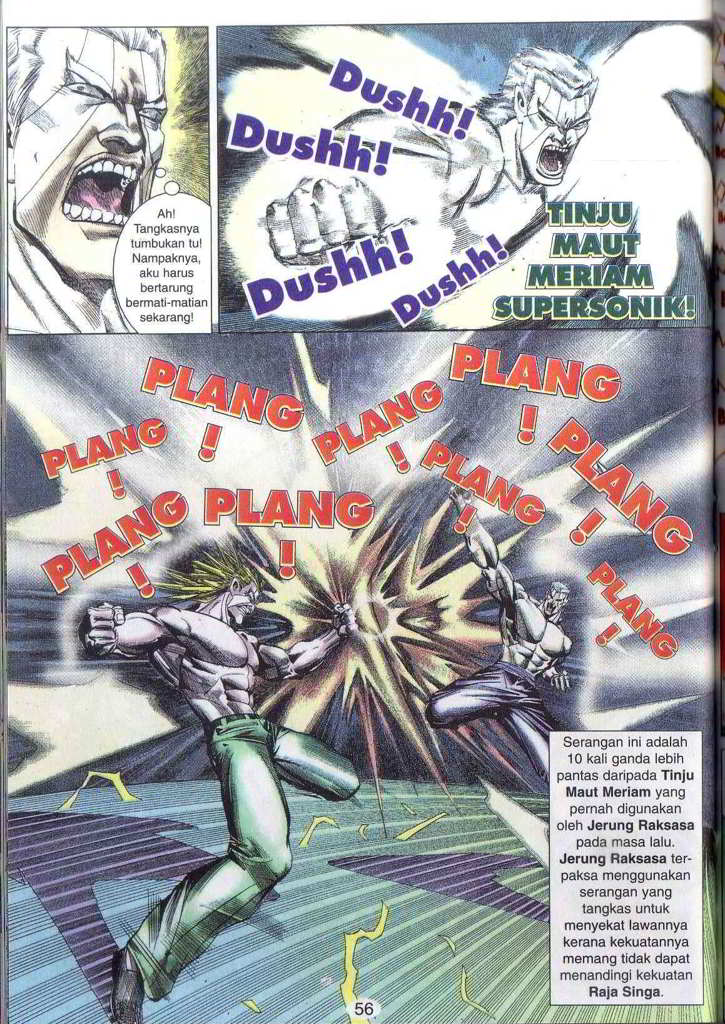 Ah!
Tangkasnya
tumbukan tu!
Nampaknya,
aku harus
bertarung
bermati-matian
sekarang!
Dushh!
Dushh!
Dushh!
Dushh!
TINJU
MAUT
MERIAM
SUPERSONIK!
PLANG!
PLANG!
PLANG!
PLANG!
PLANG!
PLANG!
PLANG!
PLANG!
PLANG!
PLANG!
Serangan ini adalah
10 kali ganda lebih
pantas daripada Tinju
Maut Meriam yang
pernah digunakan
oleh Jerung Raksasa
pada masa lalu.
Jerung Raksasa ter-
paksa menggunakan
serangan yang
tangkas untuk
menyekat lawannya
kerana kekuatannya
memang tidak dapat
menandingi kekuatan
Raja Singa.
56